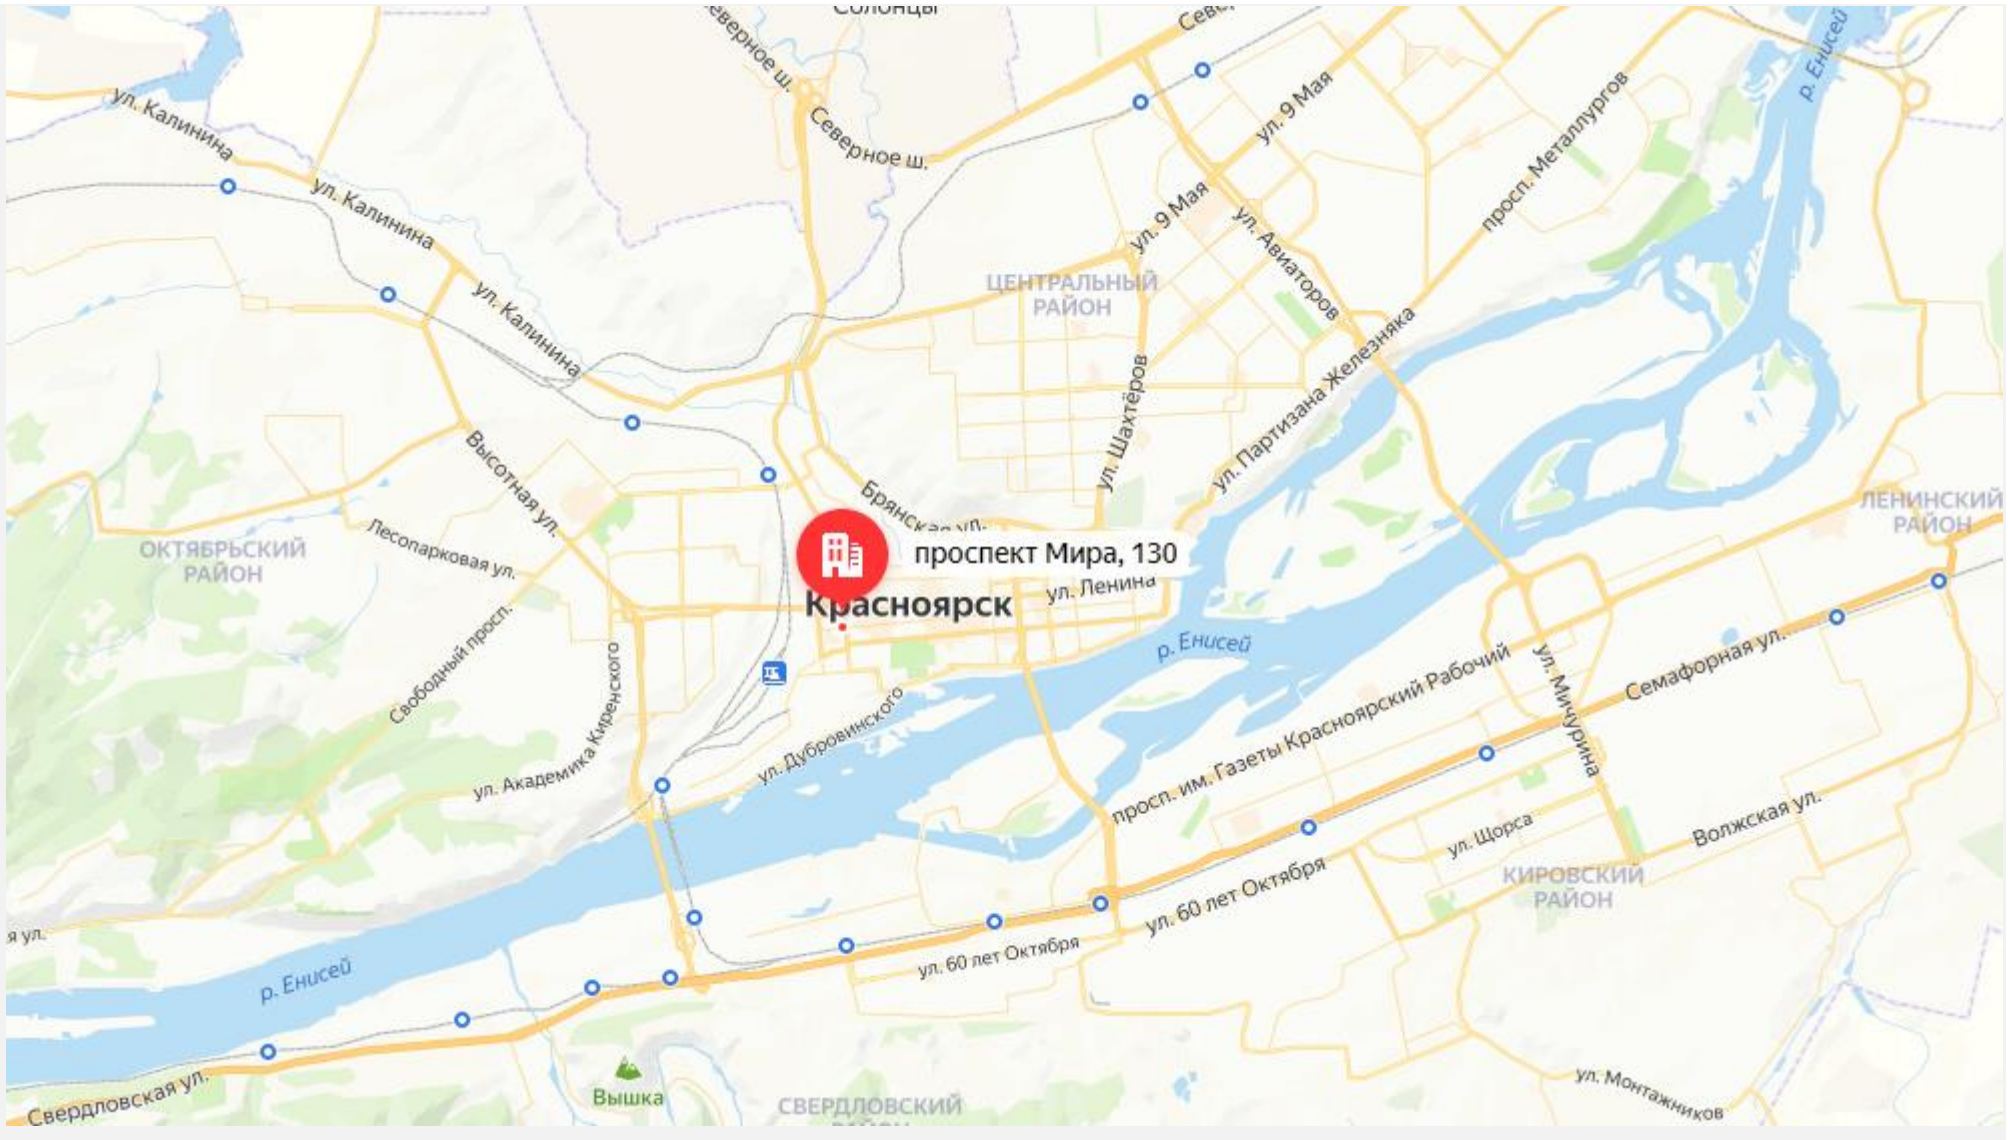 Солонцы
Северное ш.
Север
р. Енисей
ул. Калинина
ул. 9 Мая
просп. Металлургов
Северное ш.
ул. Калинина
ул. 9 Мая
ул. Авиаторов
ЦЕНТРАЛЬНЫЙ
РАЙОН
ул. Калинина
ул. Партизана Железняка
ул. Шахтёров
Высотная ул.
Брянская ул.
ЛЕНИНСКИЙ
РАЙОН
Лесопарковая ул.
ОКТЯБРЬСКИЙ
РАЙОН
проспект Мира, 130
ул. Ленина
Красноярск
р. Енисей
Свободный просп.
ул. Академика Киренского
ул. Дубровинского
просп. им. Газеты Красноярский Рабочий
ул. Мичурина
Семафорная ул.
ул. Щорса
Волжская ул.
КИРОВСКИЙ
РАЙОН
ул. 60 лет Октября
ул. 60 лет Октября
я ул.
р. Енисей
Свердловская ул.
Вышка
СВЕРДЛОВСКИЙ
РАЙОН
ул. Монтажников